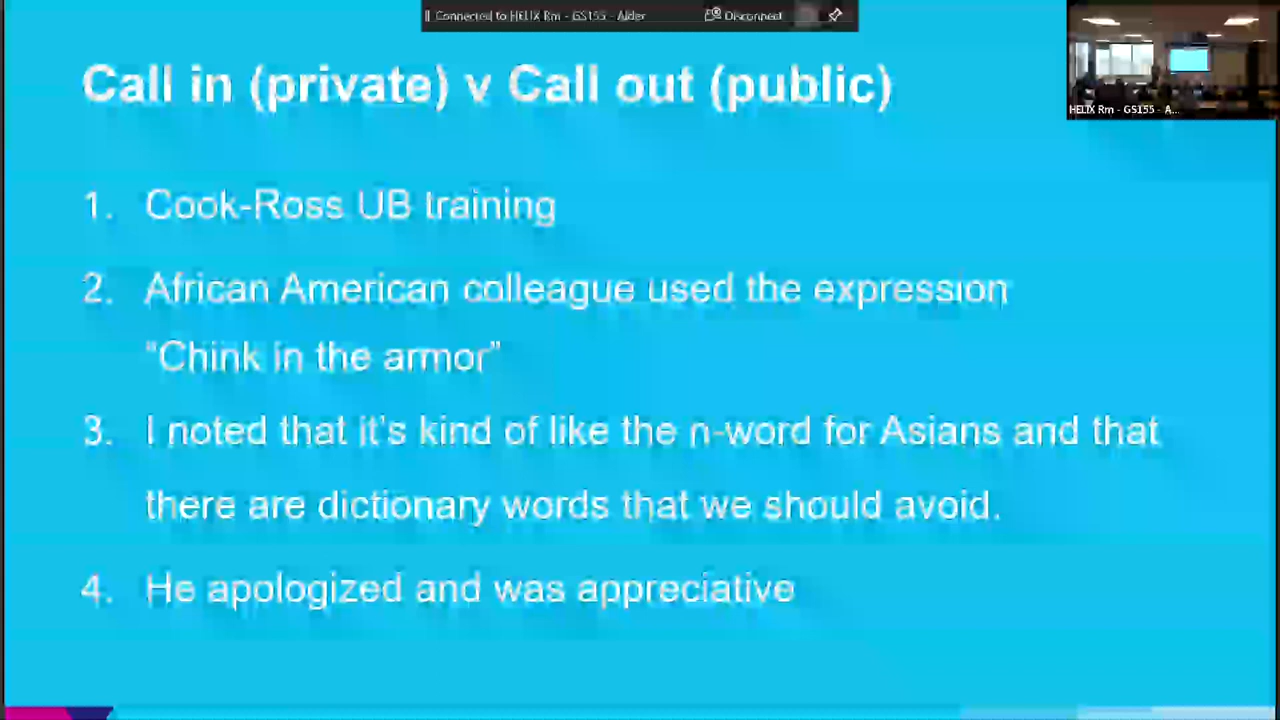 Connected to HELIX Rm - GS155 - Alder
Disconnect
HELIX Rm - GS155 - A...
Call in (private) v Call out (public)
1. Cook-Ross UB training
2. African American colleague used the expression
"Chink in the armor"
3. I noted that it's kind of like the n-word for Asians and that
there are dictionary words that we should avoid.
4. He apologized and was appreciative